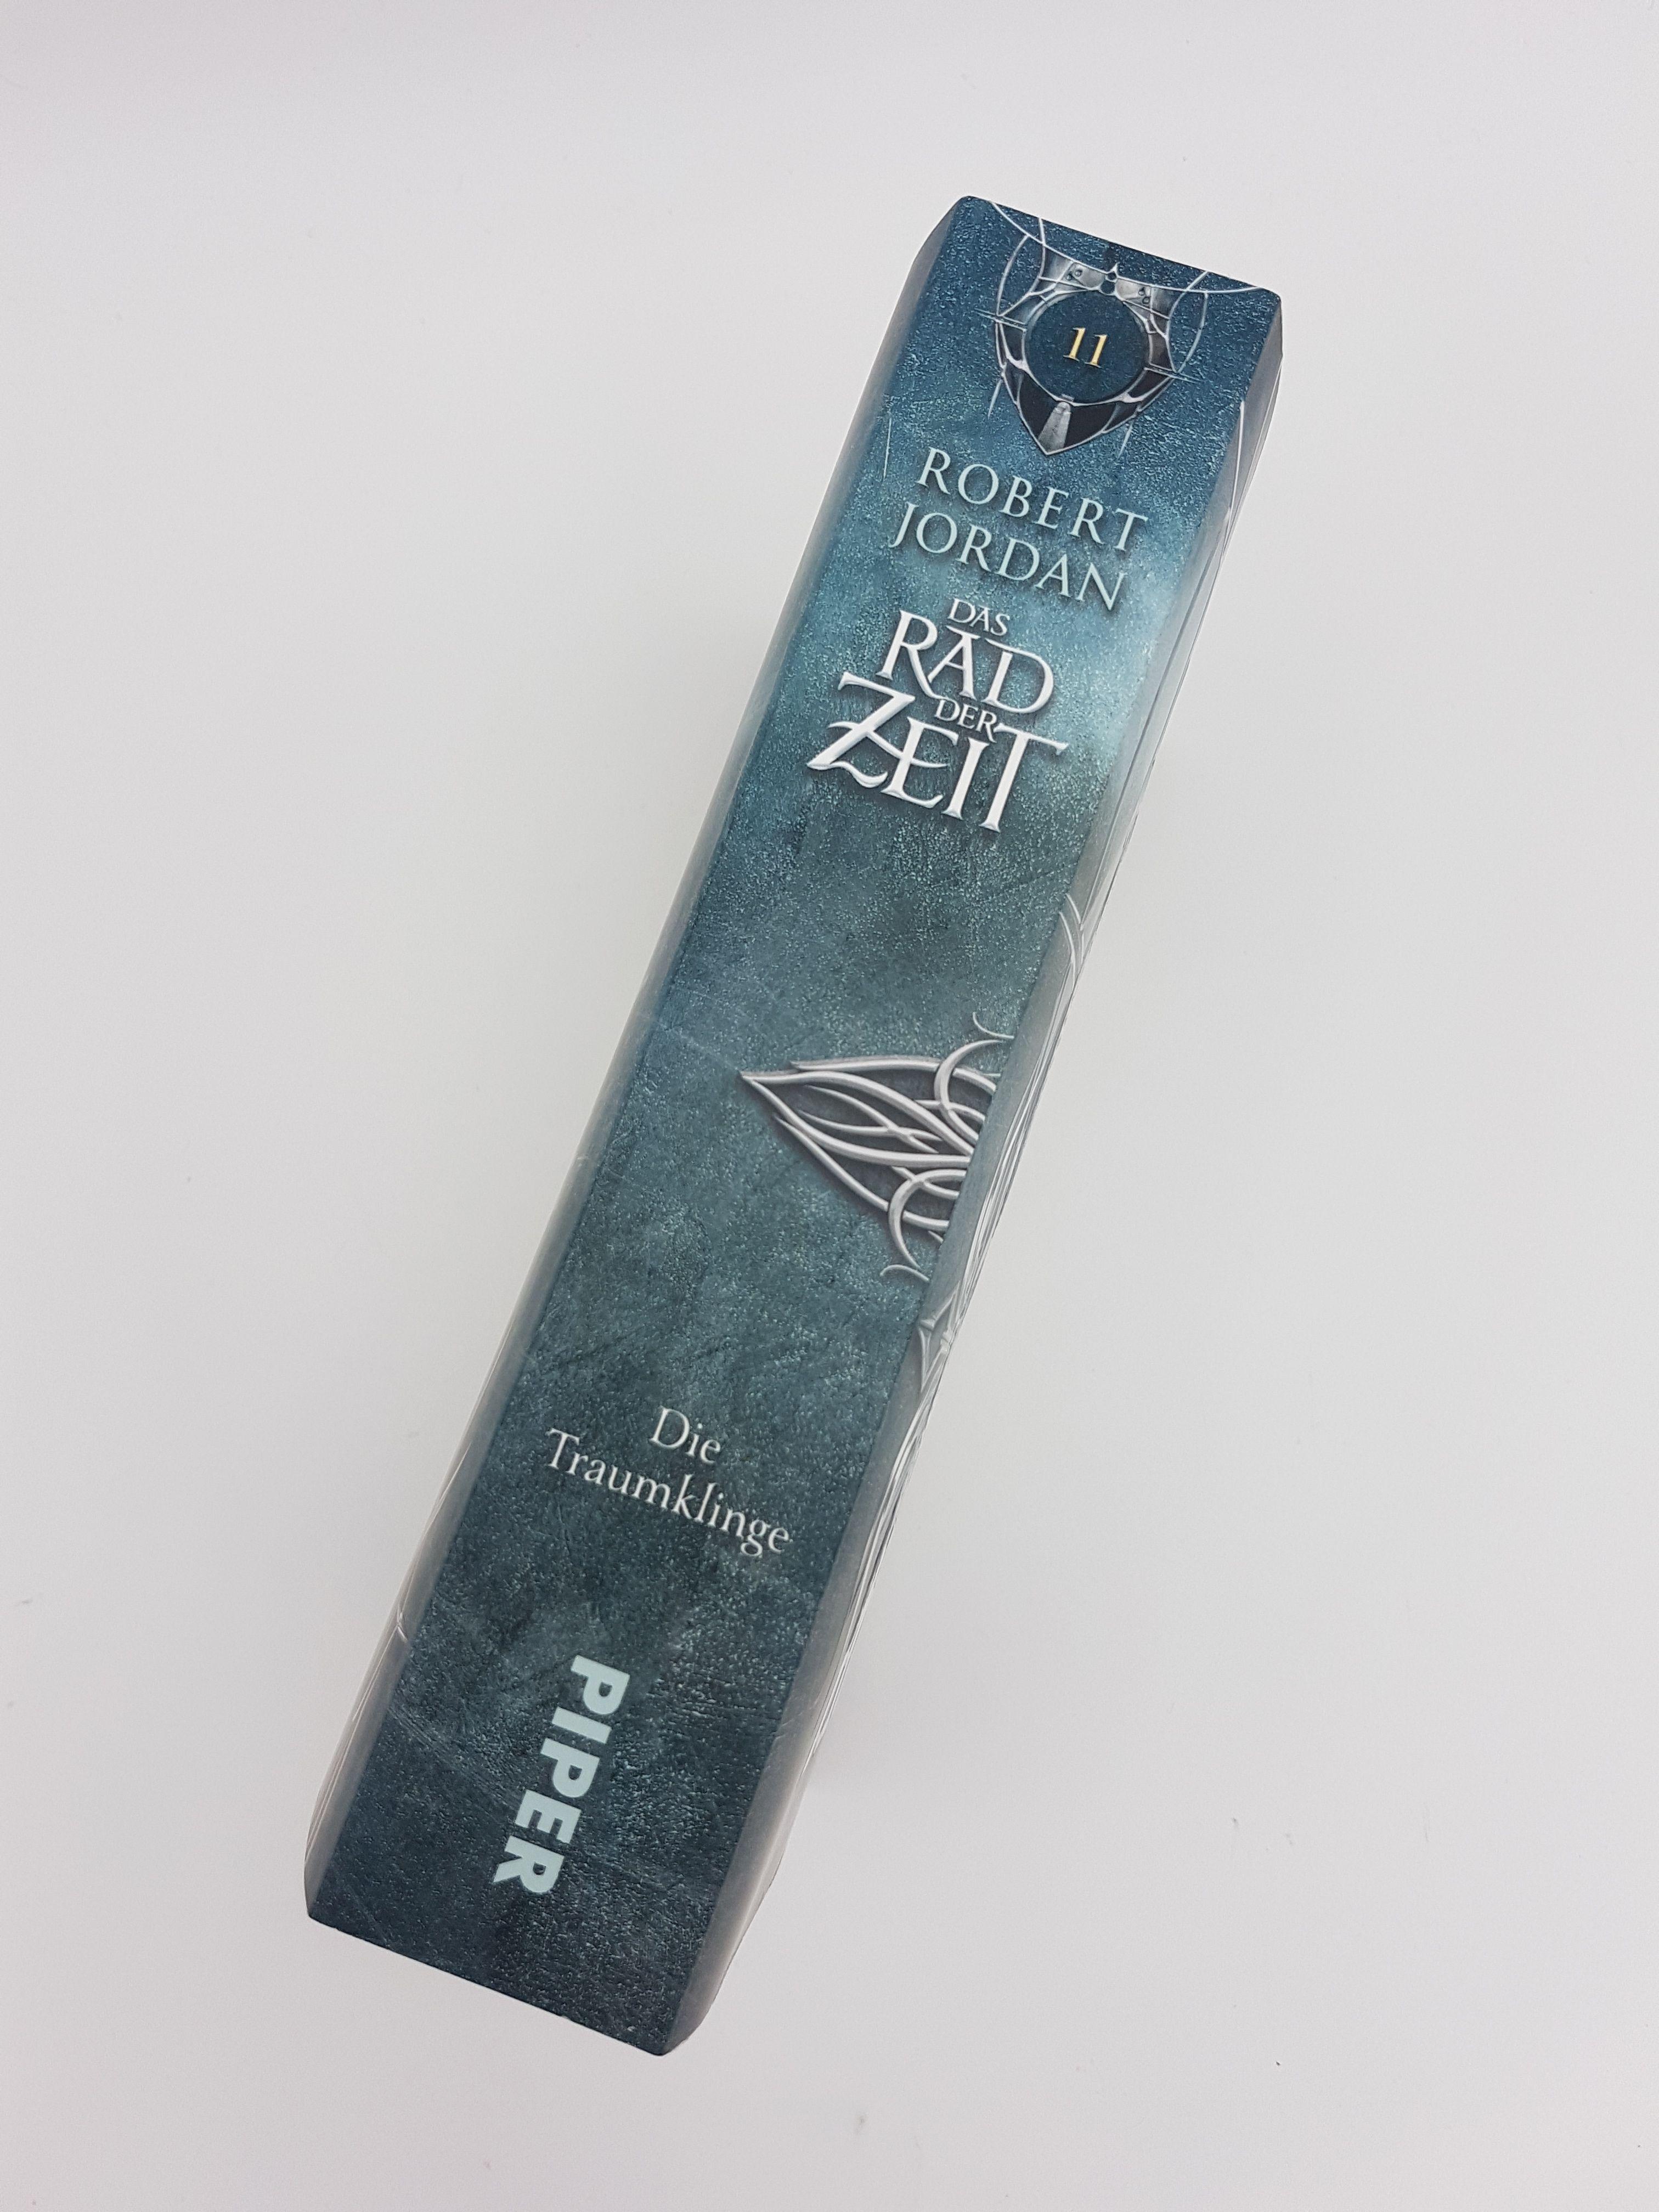 11
ROBERT
JORDAN
DAS
RAD
DER
ZEIT
Die
Traumklinge
PIPER